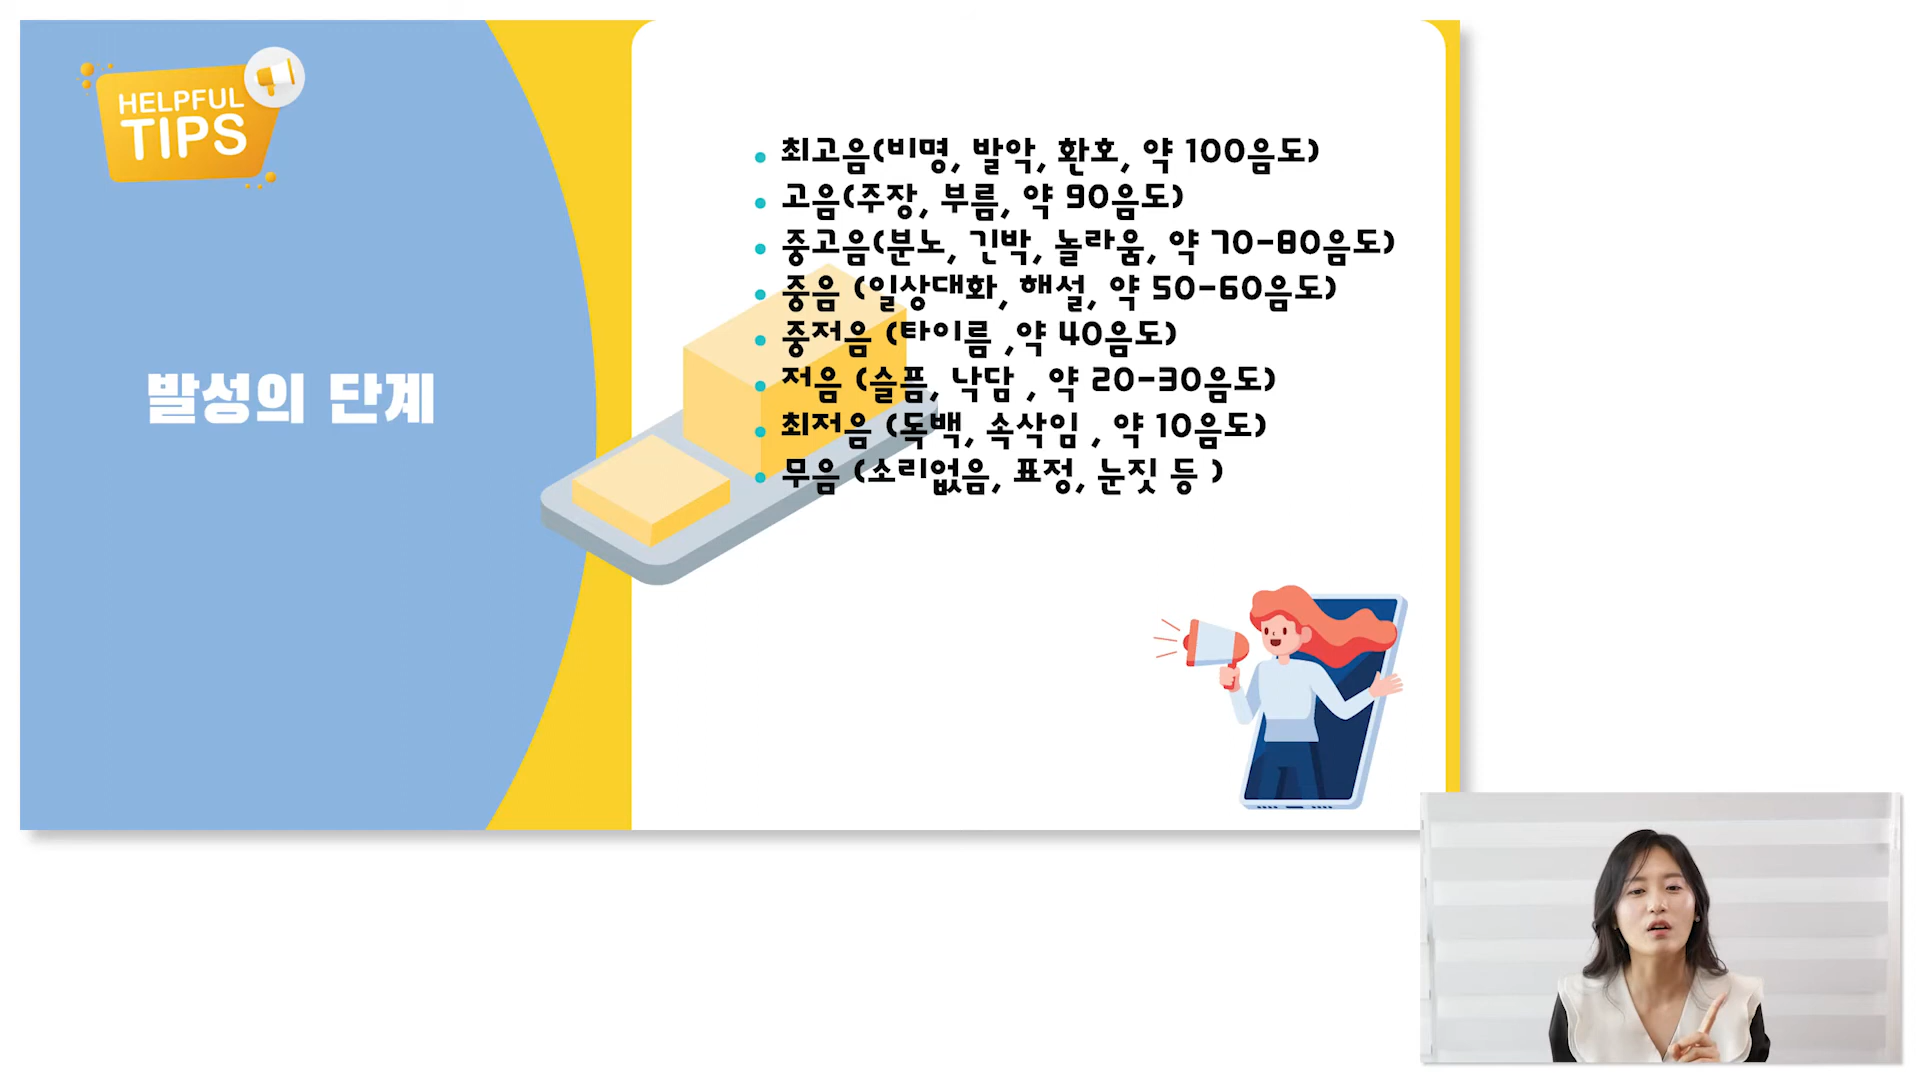 HELPFUL
TIPS
발성의 단계
최고음(비명, 발악, 환호, 약 100음도)
고음(주장, 부름, 약 90음도)
중고음(분노, 긴박, 놀라움, 약 70-80음도)
중음 (일상대화, 해설, 약 50-60음도)
중저음 (타이름 ,약 40음도)
저음 (슬픔, 낙담 , 약 20-30음도)
최저음 (독백, 속삭임 , 약 10음도)
무음 (소리없음, 표정, 눈짓 등 )